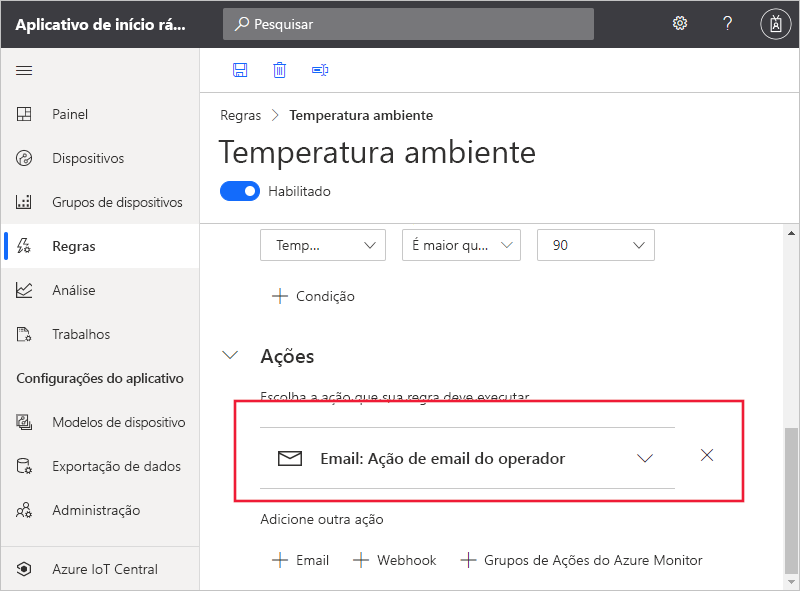 Aplicativo de início rá...
Pesquisar
Painel
Dispositivos
Grupos de dispositivos
Regras
Análise
Trabalhos
Configurações do aplicativo
Modelos de dispositivo
Exportação de dados
Administração
Azure IoT Central
Regras > Temperatura ambiente
Temperatura ambiente
Habilitado
Temp... É maior qu... 90
+ Condição
Ações
Escolha a ação que sua regra deve executar
Email: Ação de email do operador
Adicione outra ação
+ Email + Webhook + Grupos de Ações do Azure Monitor